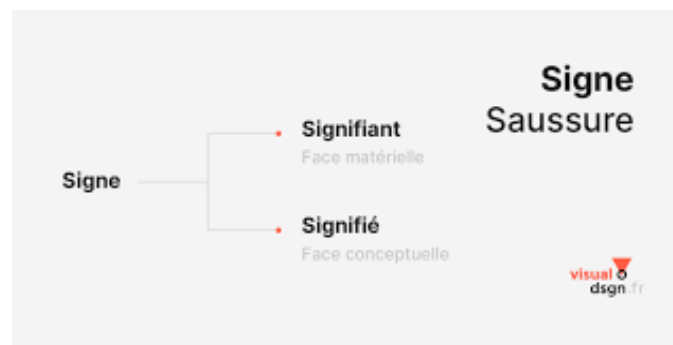 Signe
Saussure
Signifiant
Face matérielle
Signe
Signifié
Face conceptuelle
visual
dsgn.fr